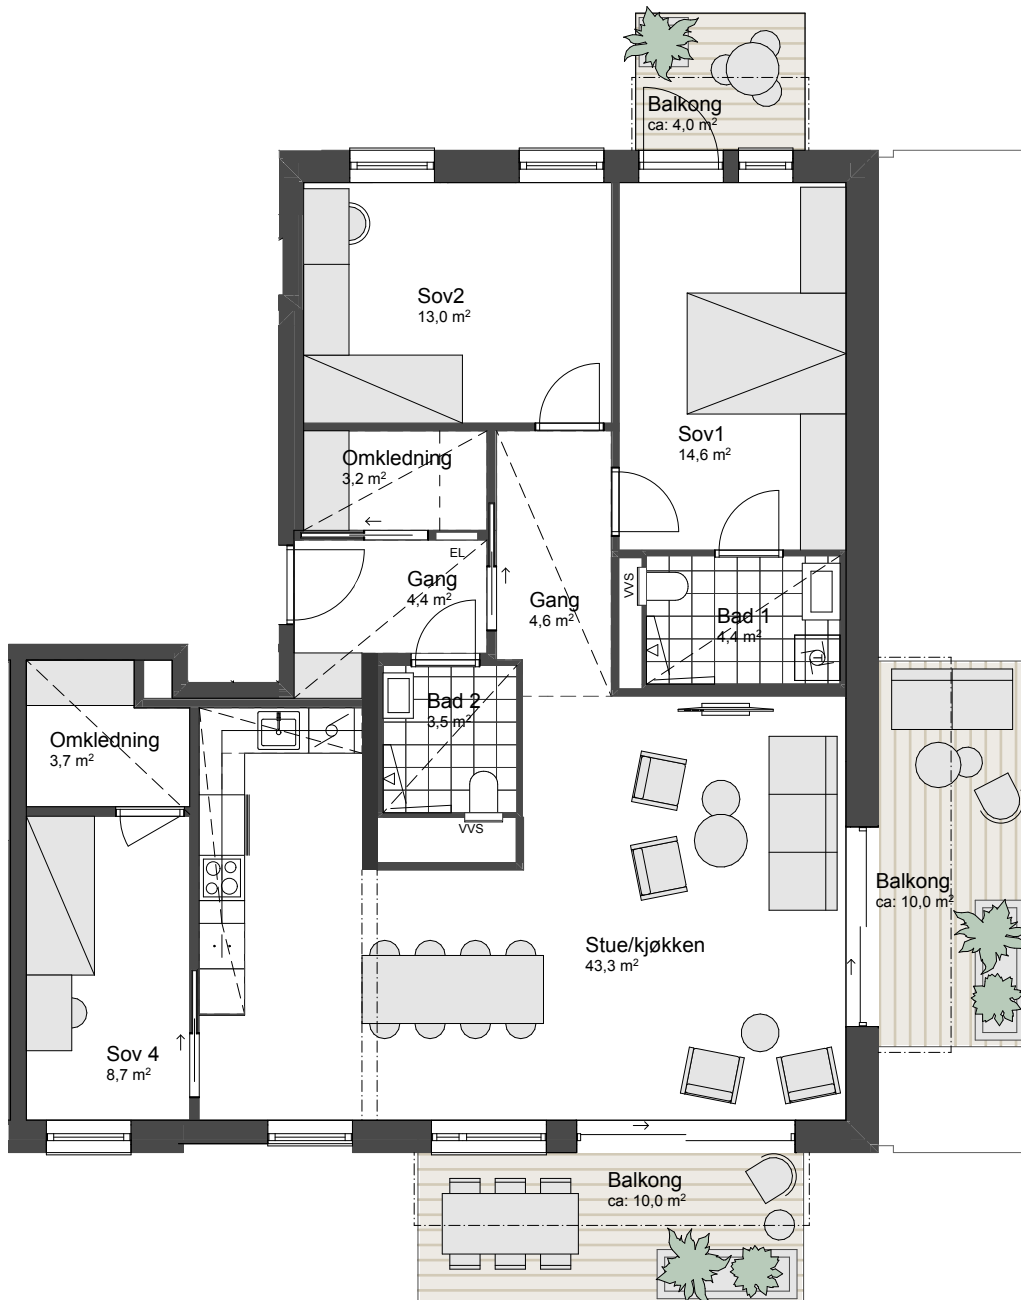 Balkong
ca: 4,0 m²
Sov2
13,0 m²
Sov1
14,6 m²
Omkledning
3,2 m²
EL
Gang
4,4 m²
Gang
4,6 m²
VVS
Bad 1
4,4 m²
Bad 2
3,5 m²
Omkledning
3,7 m²
VVS
Balkong
ca: 10,0 m²
Stue/kjøkken
43,3 m²
Sov 4
8,7 m²
Balkong
ca: 10,0 m²